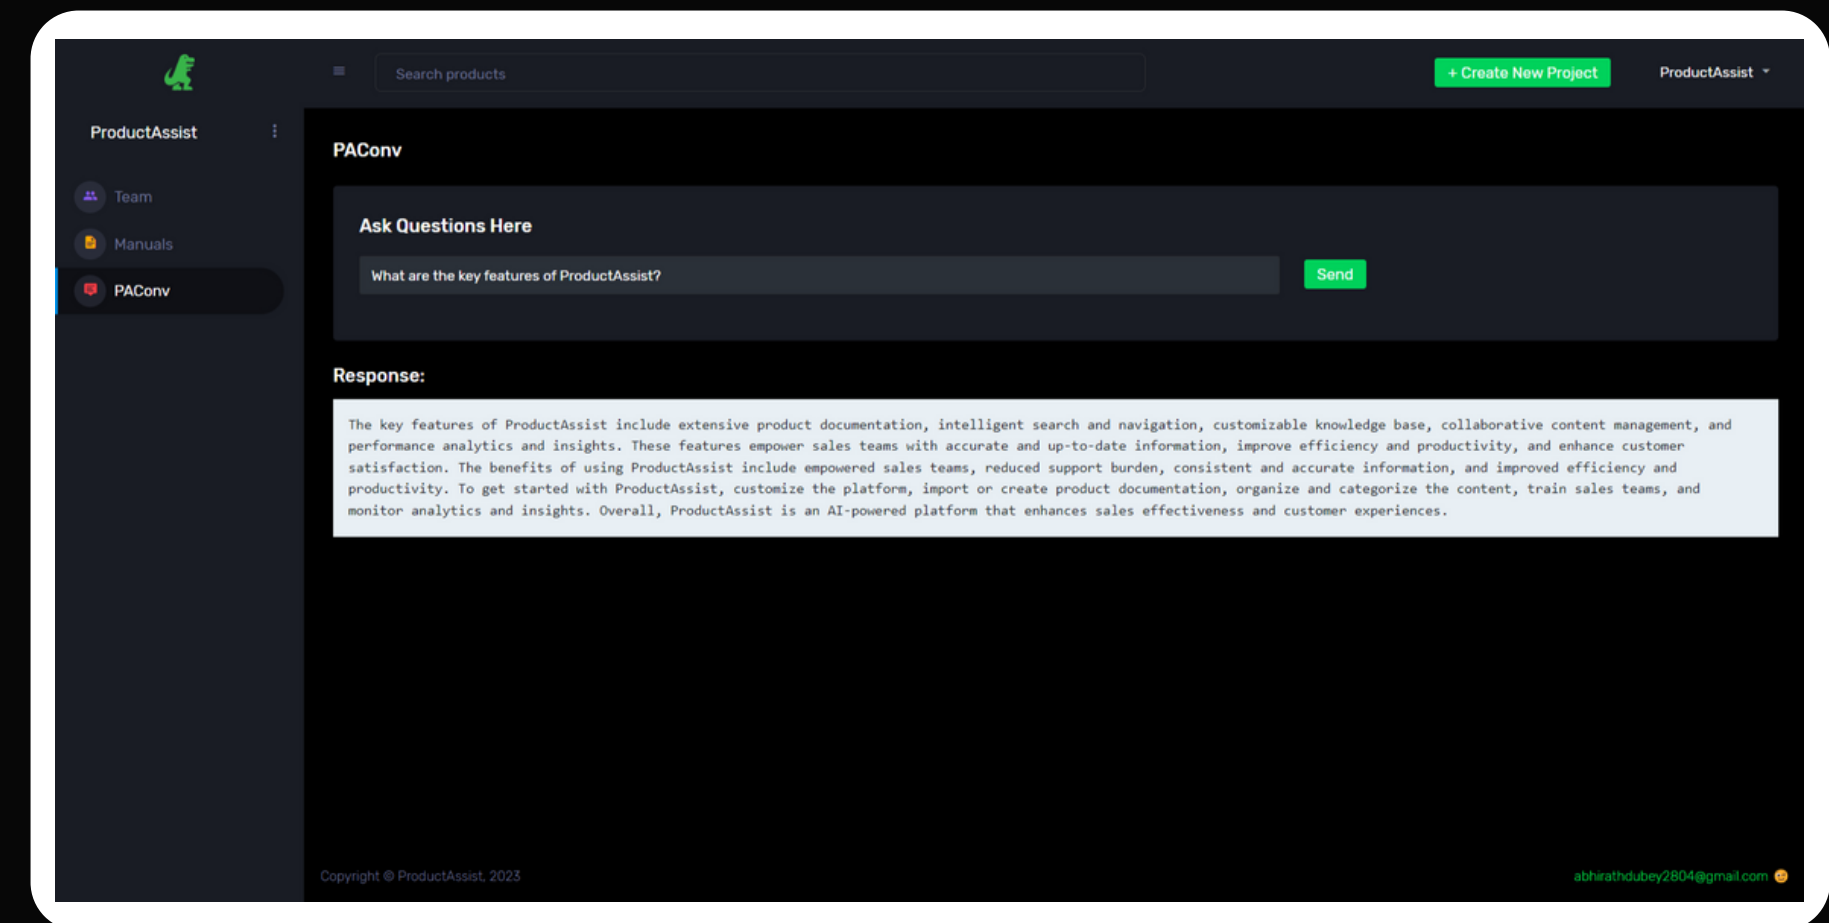 Search products
+ Create New Project
ProductAssist
ProductAssist
Team
Manuals
PAConv
PAConv
Ask Questions Here
What are the key features of ProductAssist?
Send
Response:
The key features of ProductAssist include extensive product documentation, intelligent search and navigation, customizable knowledge base, collaborative content management, and
performance analytics and insights. These features empower sales teams with accurate and up-to-date information, improve efficiency and productivity, and enhance customer
satisfaction. The benefits of using ProductAssist include empowered sales teams, reduced support burden, consistent and accurate information, and improved efficiency and
productivity. To get started with ProductAssist, customize the platform, import or create product documentation, organize and categorize the content, train sales teams, and
monitor analytics and insights. Overall, ProductAssist is an AI-powered platform that enhances sales effectiveness and customer experiences.
Copyright © ProductAssist, 2023
abhirathdubey2804@gmail.com 😉